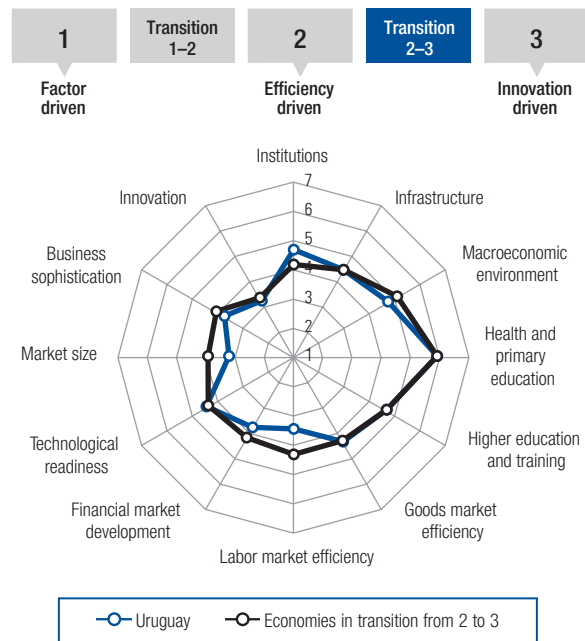 1
Transition
1–2
2
Transition
2–3
3
Factor
driven
Efficiency
driven
Innovation
driven
Institutions
Infrastructure
Macroeconomic
environment
Health and
primary
education
Higher education
and training
Goods market
efficiency
Labor market efficiency
Financial market
development
Technological
readiness
Market size
Business
sophistication
Innovation
7
6
5
4
3
2
1
Uruguay
Economies in transition from 2 to 3